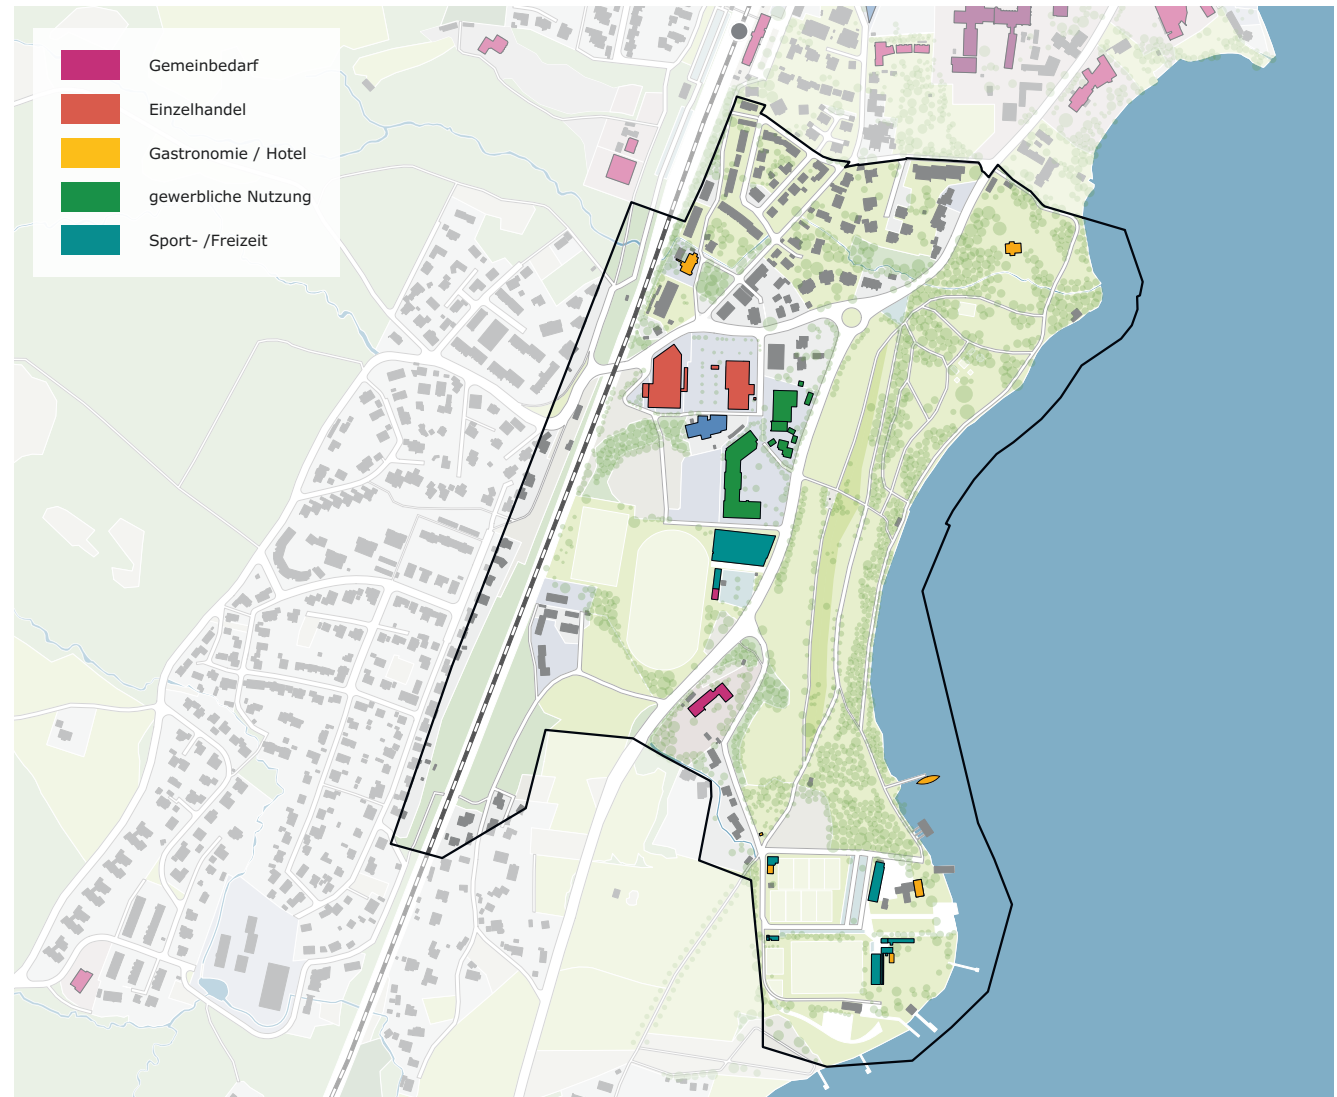 Gemeinbedarf
Einzelhandel
Gastronomie / Hotel
gewerbliche Nutzung
Sport- /Freizeit